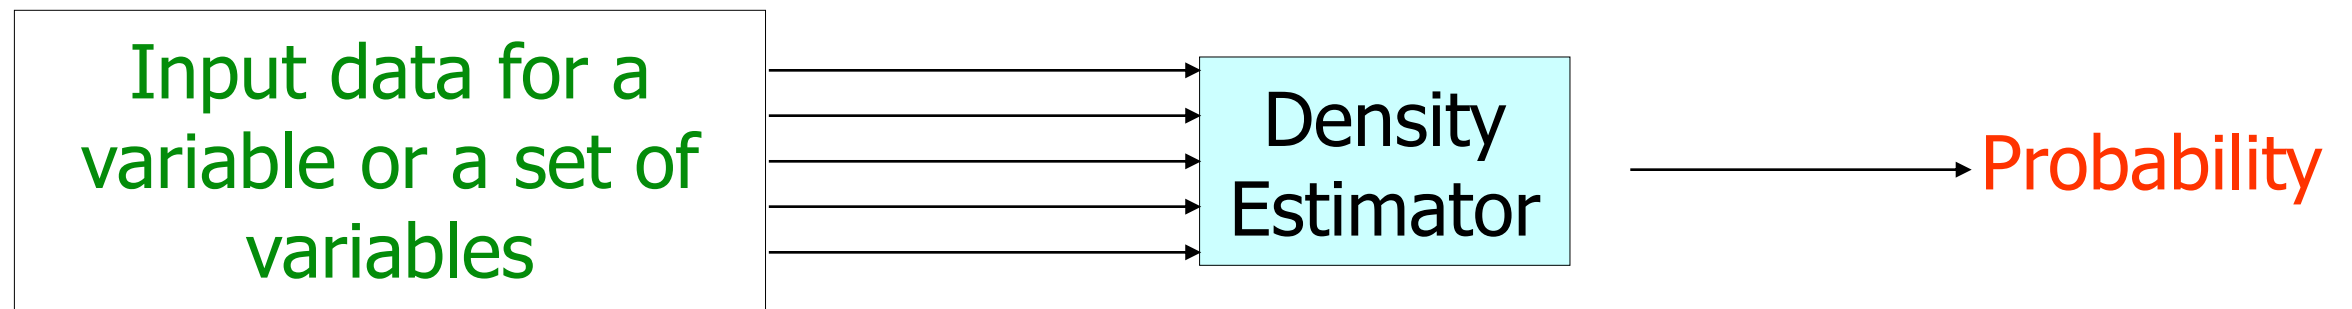 Input data for a
variable or a set of
variables
Density
Estimator
Probability